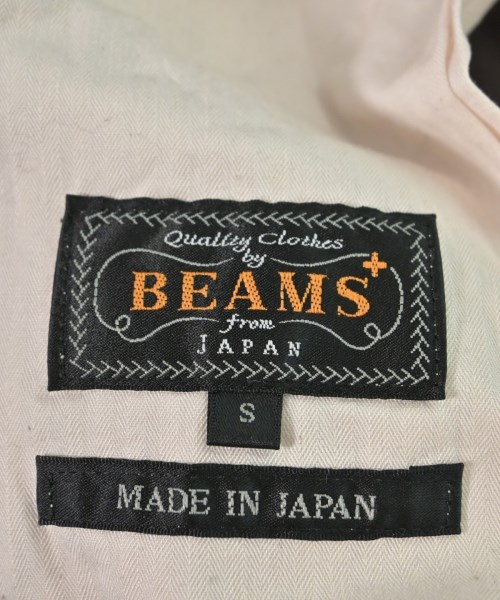 Quality Clothes
by
BEAMS+
from
JAPAN
S
MADE IN JAPAN